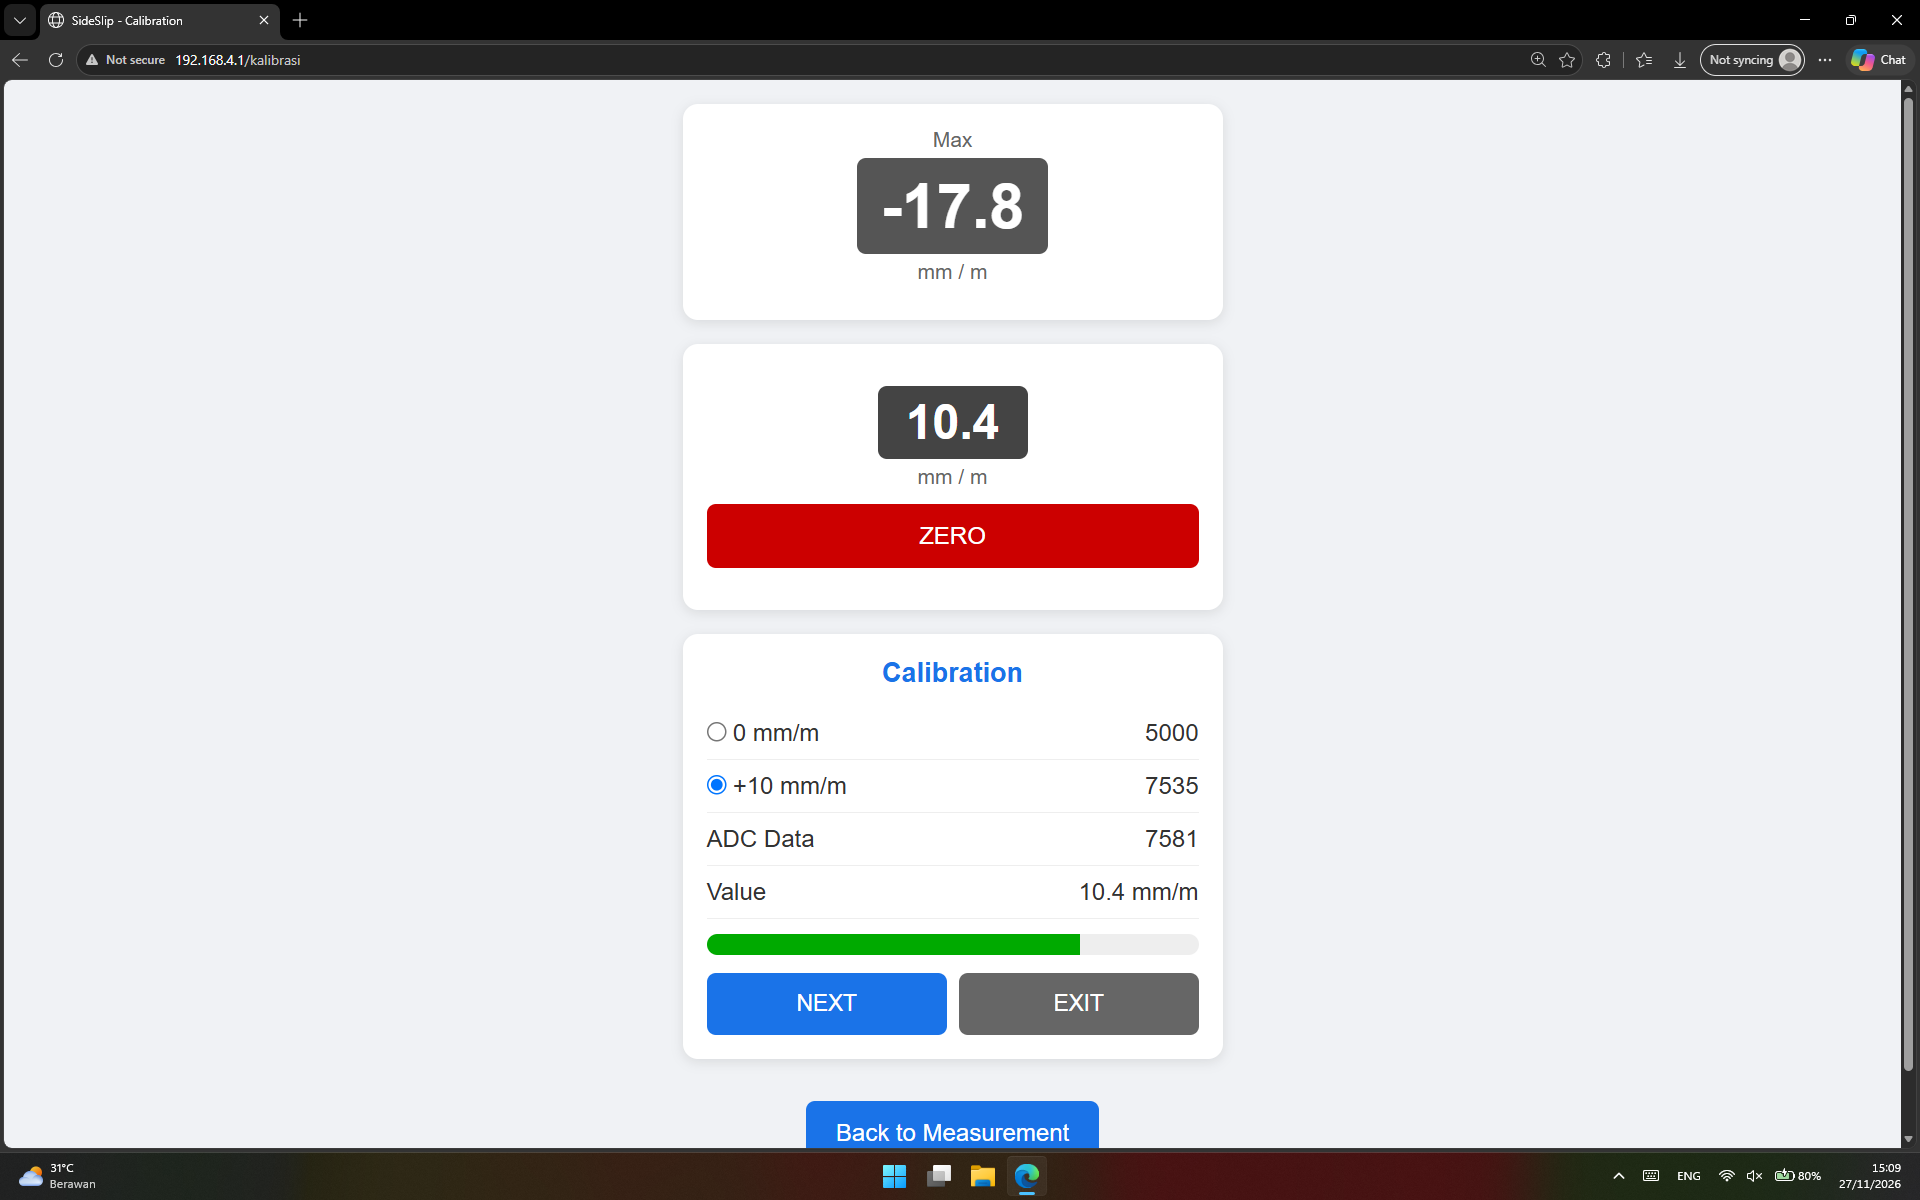 SideSlip - Calibration
Not secure 192.168.4.1/kalibrasi
Not syncing
Chat
Max
-17.8
mm / m
10.4
mm / m
ZERO
Calibration
0 mm/m 5000
+10 mm/m 7535
ADC Data 7581
Value 10.4 mm/m
NEXT EXIT
Back to Measurement
31°C
Berawan
ENG
80%
15:09
27/11/2026